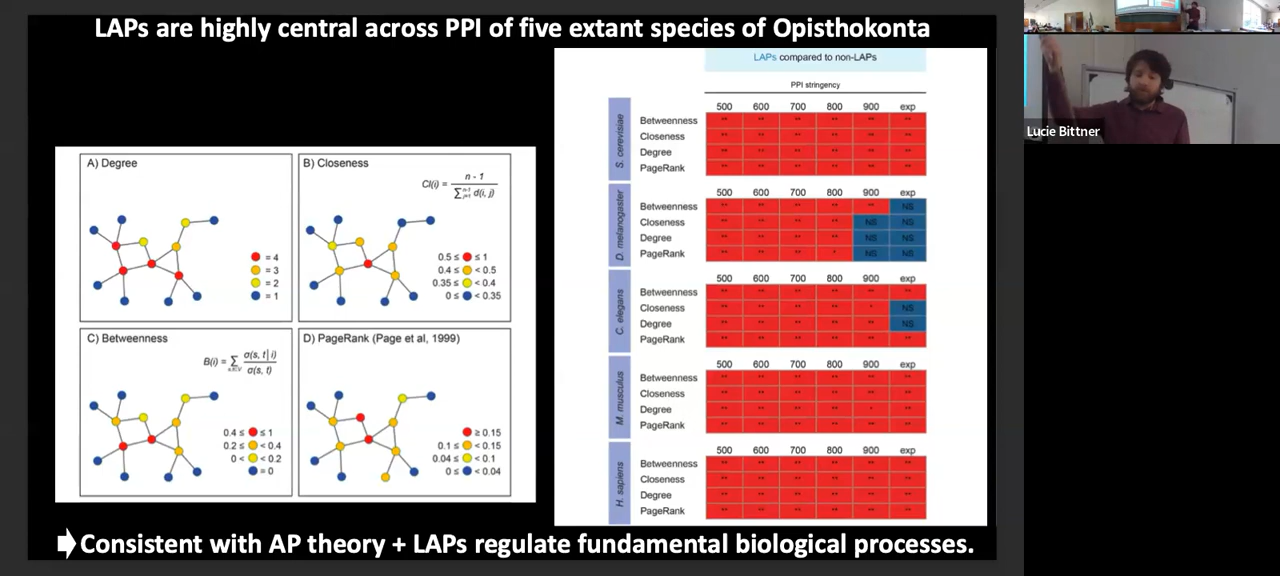 LAPs are highly central across PPI of five extant species of Opisthokonta
A) Degree
= 4
= 3
= 2
= 1
B) Closeness
Cl(i) = n - 1 / ∑ d(i, j)
0.5 ≤ ≤ 1
0.4 ≤ < 0.5
0.35 ≤ < 0.4
0 ≤ < 0.35
C) Betweenness
B(i) = ∑ σ(s, t| i) / σ(s, t)
0.4 ≤ ≤ 1
0.2 ≤ < 0.4
0 < < 0.2
= 0
D) PageRank (Page et al, 1999)
≥ 0.15
0.1 ≤ < 0.15
0.04 ≤ < 0.1
0 ≤ < 0.04
LAPs compared to non-LAPs
PPI stringency
S. cerevisiae
500 600 700 800 900 exp
Betweenness ** ** ** ** ** **
Closeness ** ** ** ** ** **
Degree ** ** ** ** ** **
PageRank ** ** ** ** ** **
D. melanogaster
500 600 700 800 900 exp
Betweenness ** ** ** ** ** NS
Closeness ** ** ** ** NS NS
Degree ** ** ** ** NS NS
PageRank ** ** ** * NS NS
C. elegans
500 600 700 800 900 exp
Betweenness ** ** ** ** ** **
Closeness ** ** ** ** * NS
Degree ** ** ** ** ** NS
PageRank ** ** ** ** ** **
M. musculus
500 600 700 800 900 exp
Betweenness ** ** ** ** ** **
Closeness ** ** ** ** ** **
Degree ** ** ** ** * **
PageRank ** ** ** ** ** **
H. sapiens
500 600 700 800 900 exp
Betweenness ** ** ** ** ** **
Closeness ** ** ** ** ** **
Degree ** ** ** ** ** **
PageRank ** ** ** ** ** **
Consistent with AP theory + LAPs regulate fundamental biological processes.
Lucie Bittner